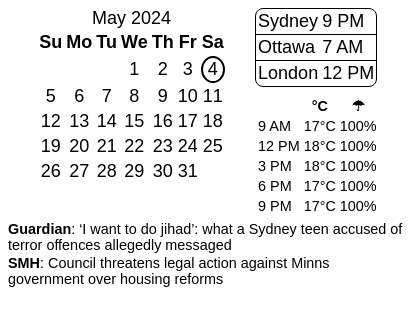 May 2024
Su Mo Tu We Th Fr Sa
1 2 3 4
5 6 7 8 9 10 11
12 13 14 15 16 17 18
19 20 21 22 23 24 25
26 27 28 29 30 31
Sydney 9 PM
Ottawa 7 AM
London 12 PM
°C ☂
9 AM 17°C 100%
12 PM 18°C 100%
3 PM 18°C 100%
6 PM 17°C 100%
9 PM 17°C 100%
Guardian: ‘I want to do jihad’: what a Sydney teen accused of
terror offences allegedly messaged
SMH: Council threatens legal action against Minns
government over housing reforms